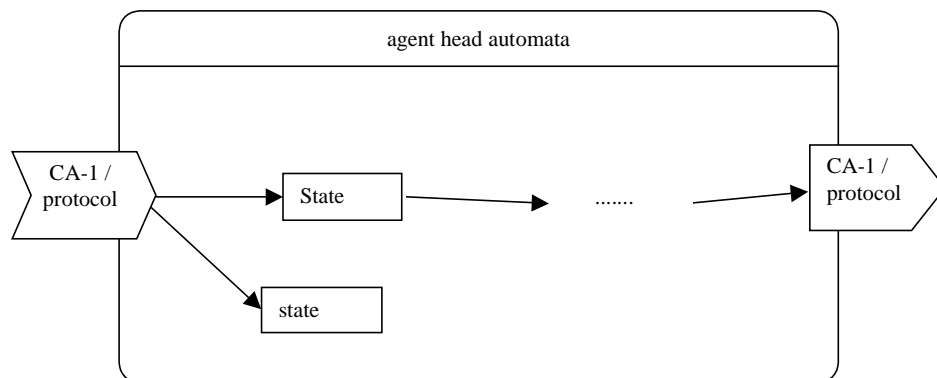 agent head automata
CA-1 /
protocol
State
.......
CA-1 /
protocol
state